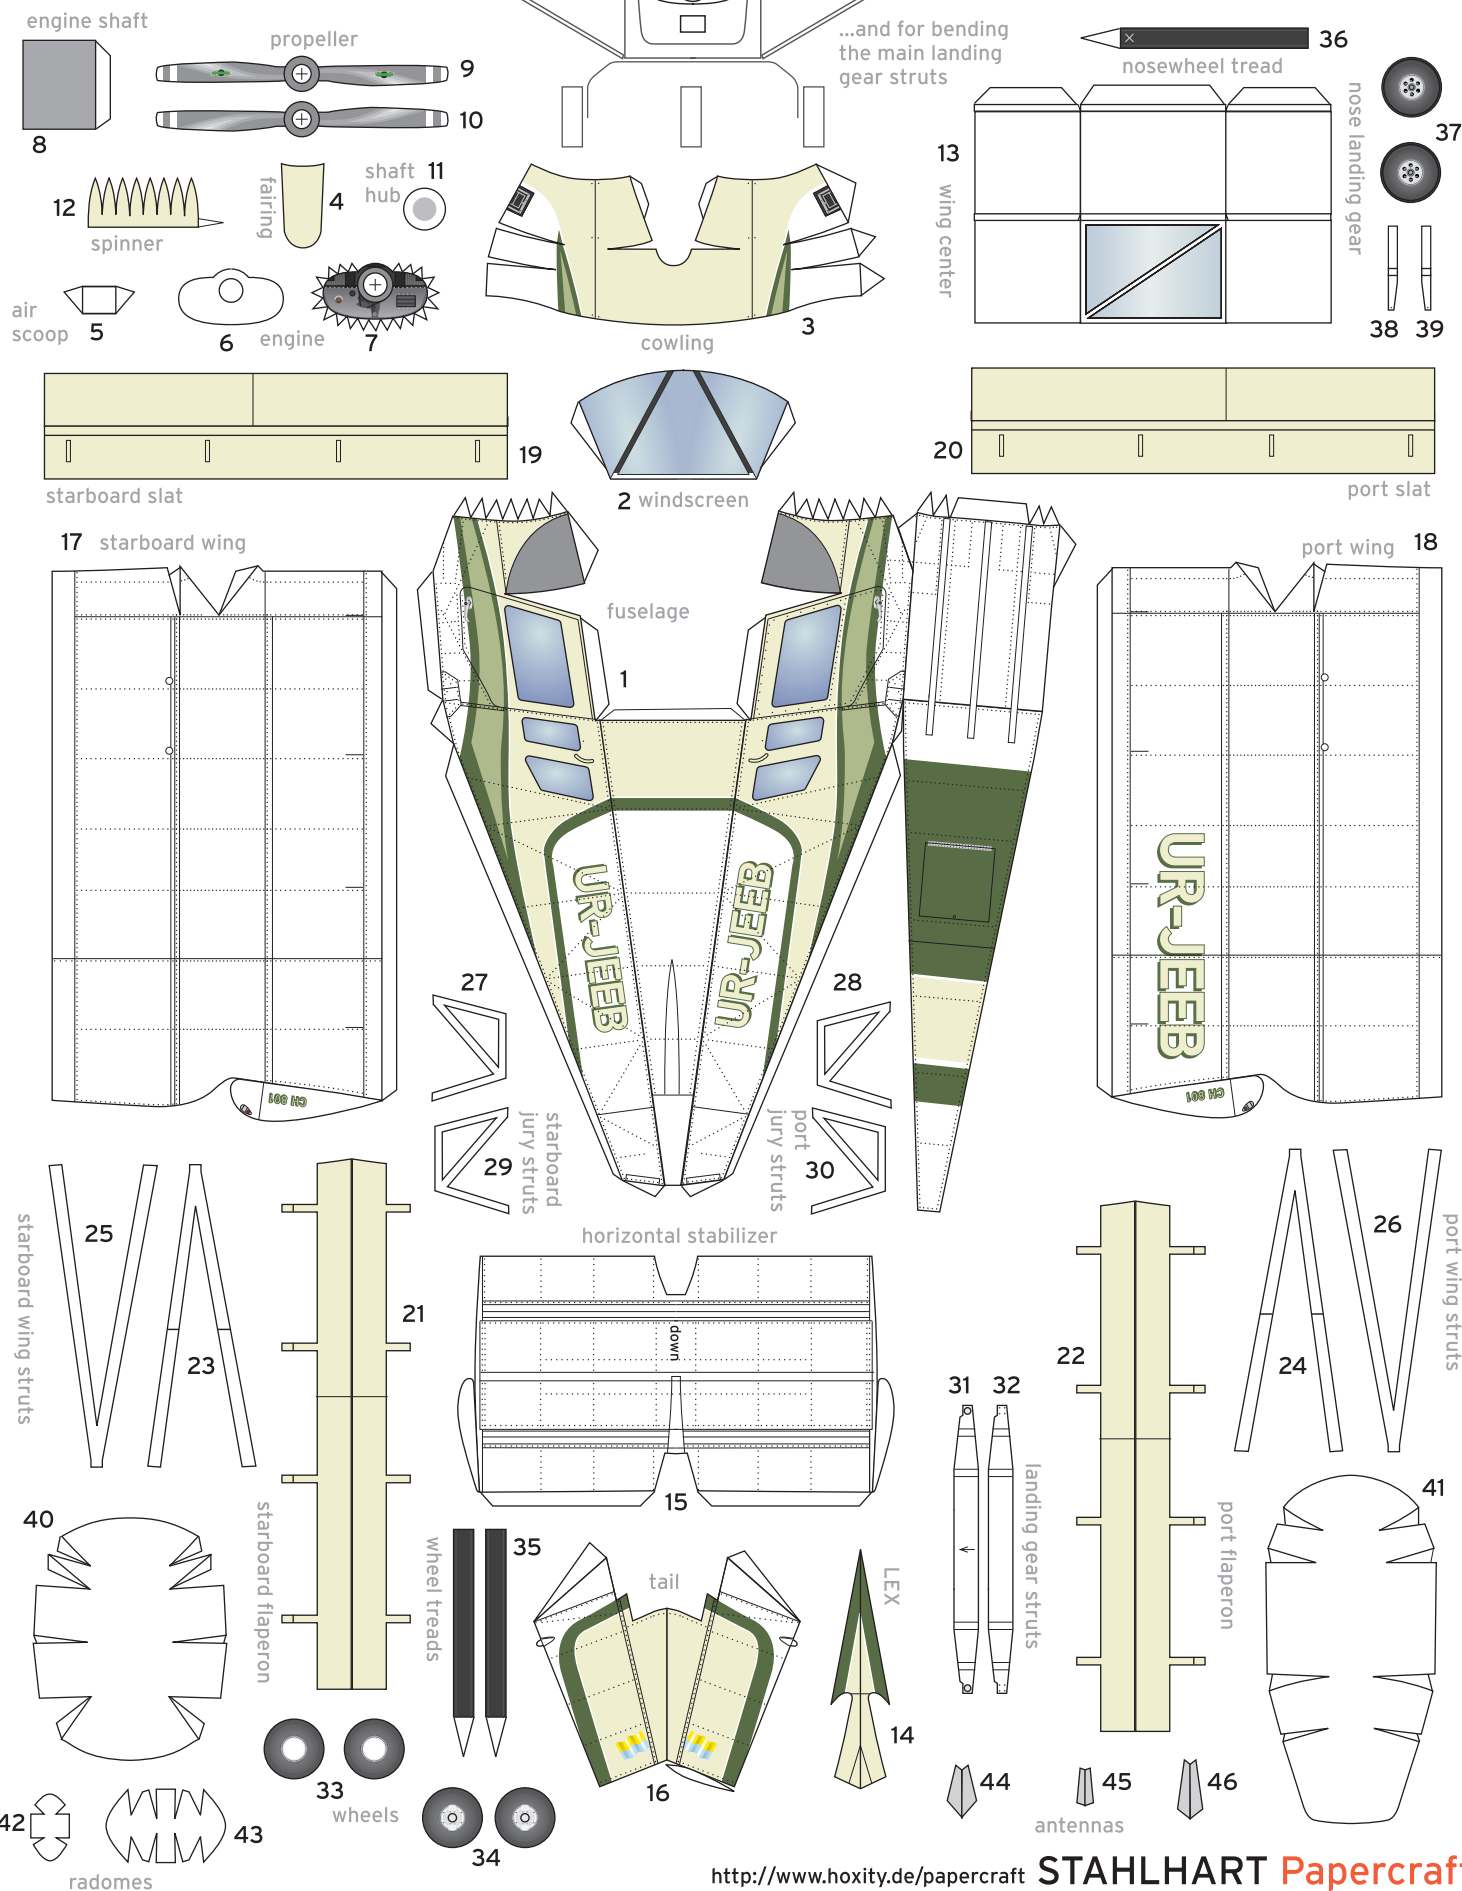 engine shaft
8
propeller
9
10
...and for bending
the main landing
gear struts
36
nosewheel tread
37
nose landing gear
38 39
13
wing center
12
spinner
fairing
4
shaft
hub
11
air
scoop
5
6
engine
7
3
cowling
19
starboard slat
2 windscreen
20
port slat
17 starboard wing
fuselage
1
port wing 18
UR-JEEB
UR-JEEB
UR-JEEB
CH 801
CH 801
27
28
29
starboard
jury struts
port
jury struts
30
horizontal stabilizer
down
15
25
23
starboard wing struts
21
starboard flaperon
22
port flaperon
26
24
port wing struts
31 32
landing gear struts
40
41
35
wheel treads
tail
16
LEX
14
33
wheels
34
42
43
radomes
44
45
46
antennas
http://www.hoxity.de/papercraft STAHLHART Papercraf